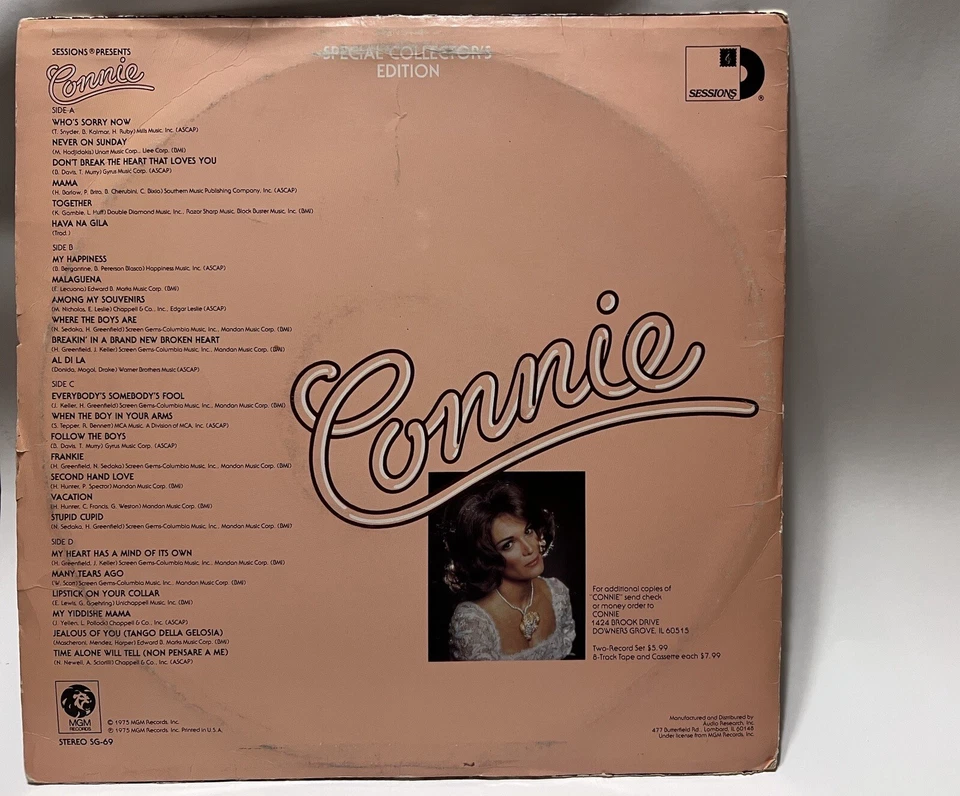 SESSIONS ® PRESENTS
Connie
SPECIAL COLLECTOR'S
EDITION
SESSIONS ®
SIDE A
WHO'S SORRY NOW
(T. Snyder, B. Kalmar, H. Ruby) Mills Music, Inc. (ASCAP)
NEVER ON SUNDAY
(M. Hadjidakis) Unart Music Corp., Llee Corp. (BMI)
DON'T BREAK THE HEART THAT LOVES YOU
(B. Davis, T. Murry) Gyrus Music Corp. (ASCAP)
MAMA
(H. Barlow, P. Brito, B. Cherubini, C. Bixio) Southern Music Publishing Company, Inc. (ASCAP)
TOGETHER
(K. Gamble, L. Huff) Double Diamond Music, Inc., Razor Sharp Music, Block Buster Music, Inc. (BMI)
HAVA NA GILA
(Trad.)
SIDE B
MY HAPPINESS
(B. Bergantine, B. Peterson Blasco) Happiness Music, Inc. (ASCAP)
MALAGUENA
(E. Lecuona) Edward B. Marks Music Corp. (BMI)
AMONG MY SOUVENIRS
(M. Nicholas, E. Leslie) Chappell & Co., Inc., Edgar Leslie (ASCAP)
WHERE THE BOYS ARE
(N. Sedaka, H. Greenfield) Screen Gems-Columbia Music, Inc., Mandan Music Corp. (BMI)
BREAKIN' IN A BRAND NEW BROKEN HEART
(H. Greenfield, J. Keller) Screen Gems-Columbia Music, Inc., Mandan Music Corp. (BMI)
AL DI LA
(Donida, Mogol, Drake) Warner Brothers Music (ASCAP)
SIDE C
EVERYBODY'S SOMEBODY'S FOOL
(J. Keller, H. Greenfield) Screen Gems-Columbia Music, Inc., Mandan Music Corp. (BMI)
WHEN THE BOY IN YOUR ARMS
(S. Tepper, R. Bennett) MCA Music, A Division of MCA, Inc. (ASCAP)
FOLLOW THE BOYS
(B. Davis, T. Murry) Gyrus Music Corp. (ASCAP)
FRANKIE
(H. Greenfield, N. Sedaka) Screen Gems-Columbia Music, Inc., Mandan Music Corp. (BMI)
SECOND HAND LOVE
(H. Hunter, P. Spector) Mandan Music Corp. (BMI)
VACATION
(H. Hunter, C. Francis, G. Weston) Mandan Music Corp. (BMI)
STUPID CUPID
(N. Sedaka, H. Greenfield) Screen Gems-Columbia Music, Inc., Mandan Music Corp. (BMI)
SIDE D
MY HEART HAS A MIND OF ITS OWN
(H. Greenfield, J. Keller) Screen Gems-Columbia Music, Inc., Mandan Music Corp. (BMI)
MANY TEARS AGO
(W. Scott) Screen Gems-Columbia Music, Inc., Mandan Music Corp. (BMI)
LIPSTICK ON YOUR COLLAR
(E. Lewis, G. Goehring) Unichappell Music, Inc. (BMI)
MY YIDDISHE MAMA
(J. Yellen, L. Pollock) Chappell & Co., Inc. (ASCAP)
JEALOUS OF YOU (TANGO DELLA GELOSIA)
(Mascheroni, Mendez, Harper) Edward B. Marks Music Corp. (BMI)
TIME ALONE WILL TELL (NON PENSARE A ME)
(N. Newell, A. Sciorilli) Chappell & Co., Inc. (ASCAP)
Connie
For additional copies of
"CONNIE" send check
or money order to
CONNIE
1424 BROOK DRIVE
DOWNERS GROVE, IL 60515
Two-Record Set $5.99
8-Track Tape and Cassette each $7.99
MGM
RECORDS
© 1975 MGM Records, Inc.
℗ 1975 MGM Records, Inc. Printed in U.S.A.
STEREO SG-69
Manufactured and Distributed by
Audio Research, Inc.
477 Butterfield Rd., Lombard, IL 60148
Under license from MGM Records, Inc.